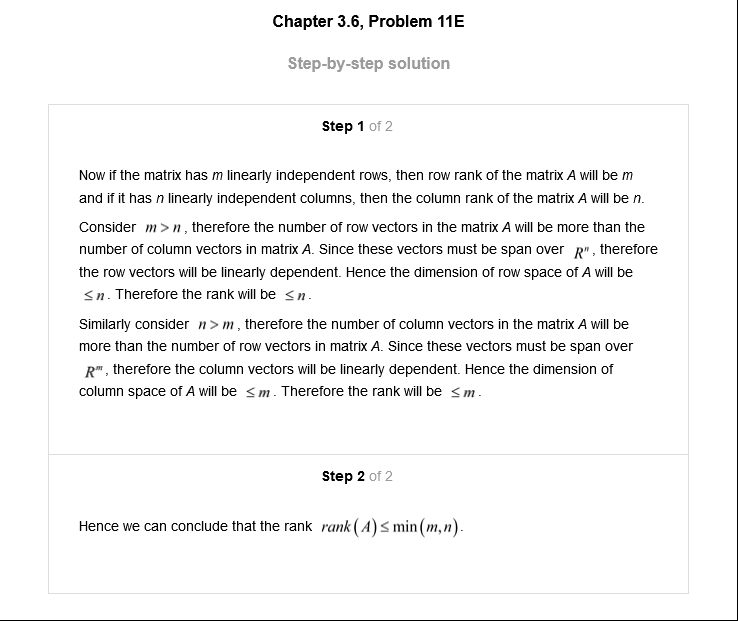 Chapter 3.6, Problem 11E
Step-by-step solution
Step 1 of 2
Now if the matrix has m linearly independent rows, then row rank of the matrix A will be m
and if it has n linearly independent columns, then the column rank of the matrix A will be n.
Consider m > n, therefore the number of row vectors in the matrix A will be more than the
number of column vectors in matrix A. Since these vectors must be span over Rⁿ, therefore
the row vectors will be linearly dependent. Hence the dimension of row space of A will be
≤ n. Therefore the rank will be ≤ n.
Similarly consider n > m, therefore the number of column vectors in the matrix A will be
more than the number of row vectors in matrix A. Since these vectors must be span over
Rᵐ, therefore the column vectors will be linearly dependent. Hence the dimension of
column space of A will be ≤ m. Therefore the rank will be ≤ m.
Step 2 of 2
Hence we can conclude that the rank rank(A) ≤ min(m,n).